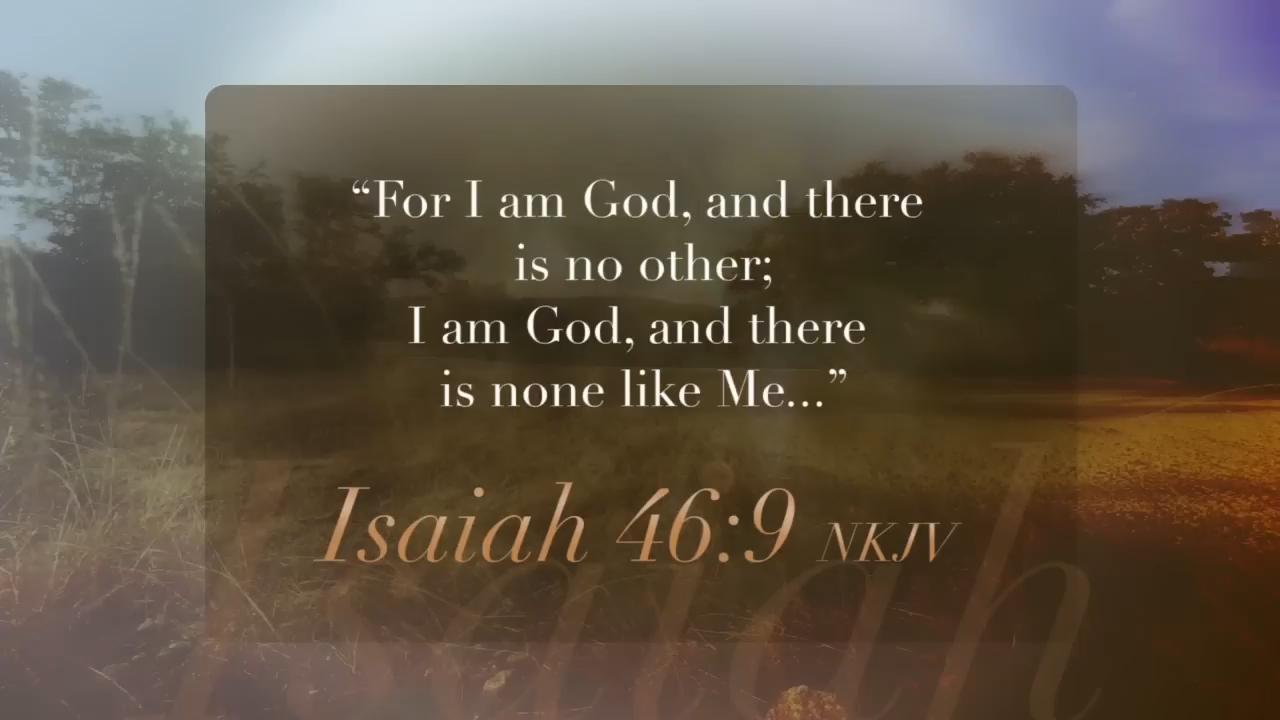 “For I am God, and there
is no other;
I am God, and there
is none like Me...”
Isaiah 46:9 NKJV
Isaiah